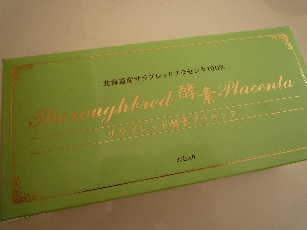 北海道産サラブレッドプラセンタ100%
Thoroughbred 酵素 Placenta
サラブレッド酵素プラセンタ